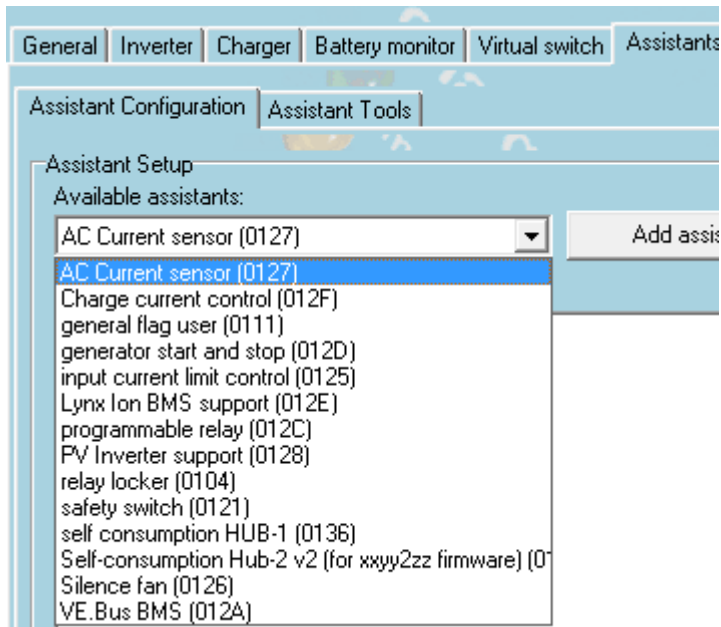 General Inverter Charger Battery monitor Virtual switch Assistants
Assistant Configuration Assistant Tools
Assistant Setup
Available assistants:
AC Current sensor (0127) Add assis
AC Current sensor (0127)
Charge current control (012F)
general flag user (0111)
generator start and stop (012D)
input current limit control (0125)
Lynx Ion BMS support (012E)
programmable relay (012C)
PV Inverter support (0128)
relay locker (0104)
safety switch (0121)
self consumption HUB-1 (0136)
Self-consumption Hub-2 v2 (for xxyy2zz firmware) (01
Silence fan (0126)
VE.Bus BMS (012A)